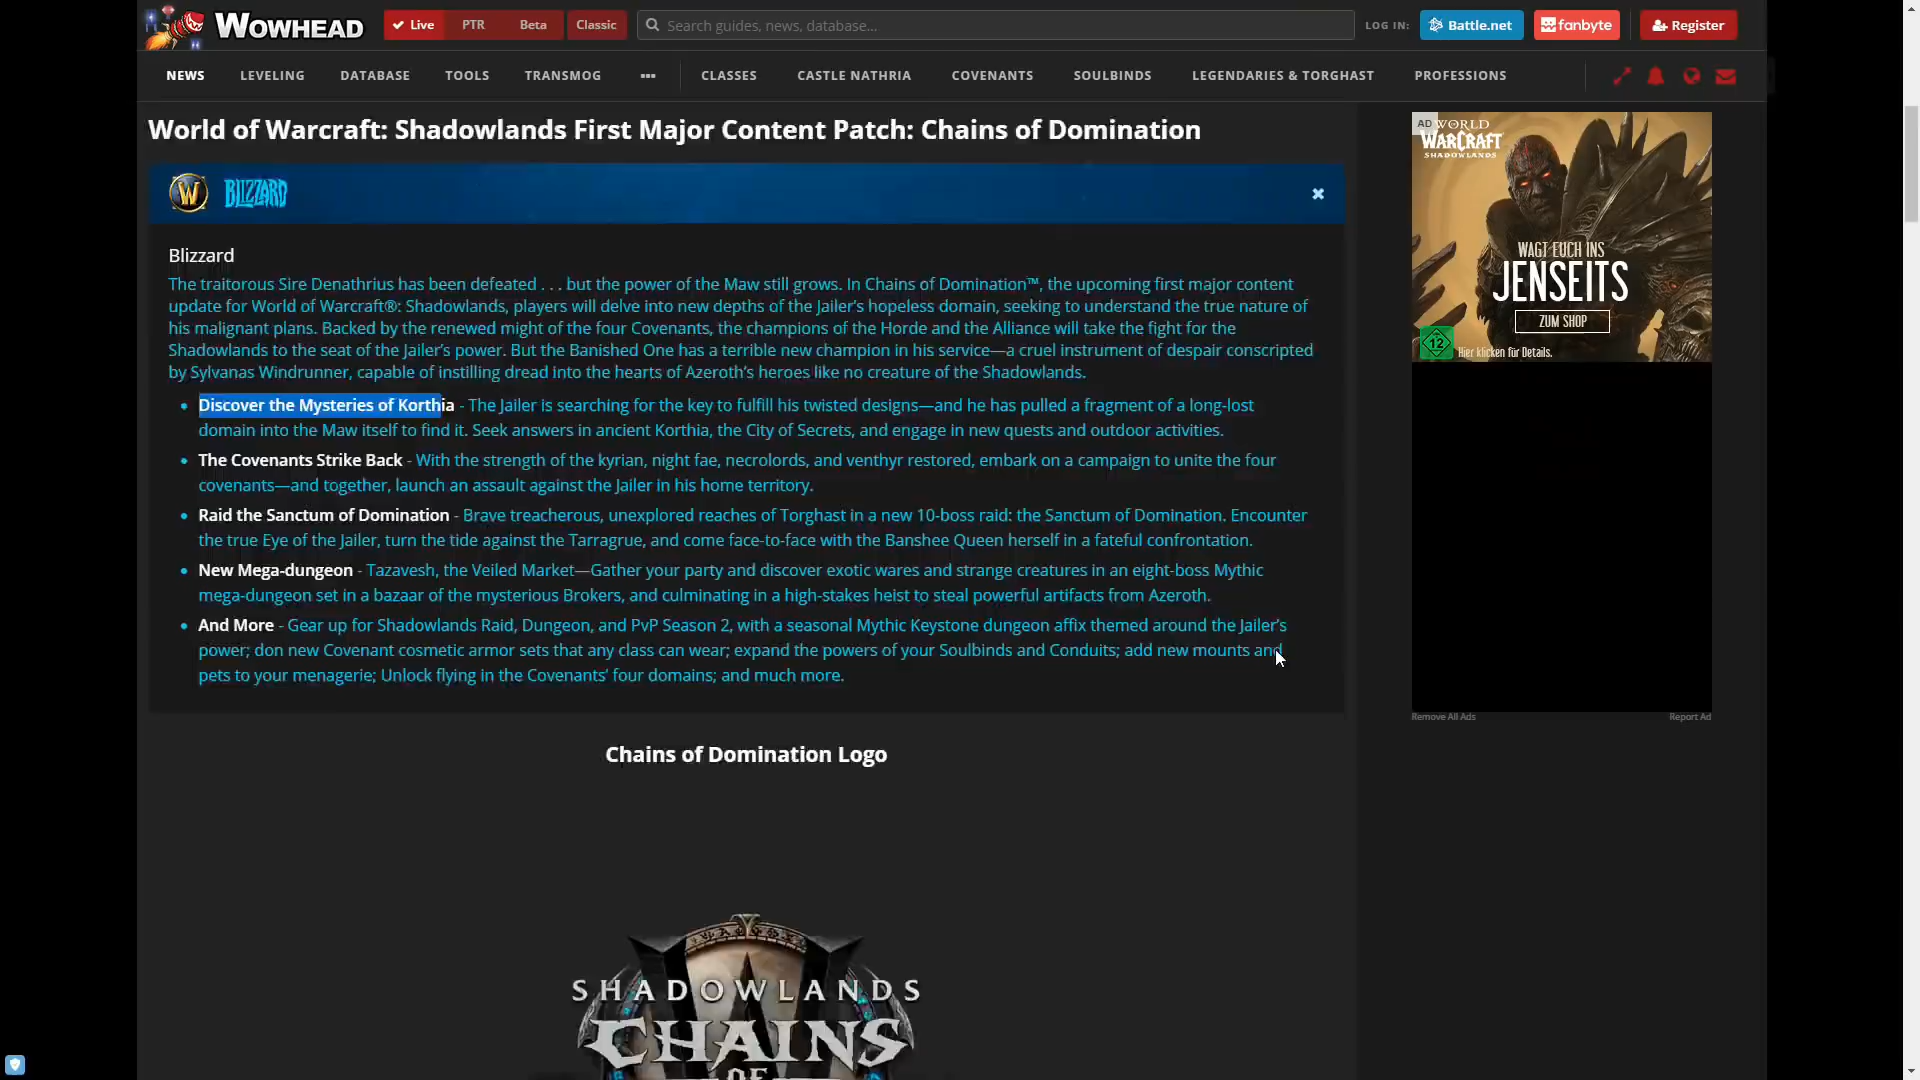 WOWHEAD
Live PTR Beta Classic Search guides, news, database... LOG IN: Battle.net fanbyte Register
NEWS LEVELING DATABASE TOOLS TRANSMOG ••• CLASSES CASTLE NATHRIA COVENANTS SOULBINDS LEGENDARIES & TORGHAST PROFESSIONS
World of Warcraft: Shadowlands First Major Content Patch: Chains of Domination
W BLIZZARD
Blizzard
The traitorous Sire Denathrius has been defeated . . . but the power of the Maw still grows. In Chains of Domination™, the upcoming first major content
update for World of Warcraft®: Shadowlands, players will delve into new depths of the Jailer's hopeless domain, seeking to understand the true nature of
his malignant plans. Backed by the renewed might of the four Covenants, the champions of the Horde and the Alliance will take the fight for the
Shadowlands to the seat of the Jailer's power. But the Banished One has a terrible new champion in his service—a cruel instrument of despair conscripted
by Sylvanas Windrunner, capable of instilling dread into the hearts of Azeroth's heroes like no creature of the Shadowlands.
• Discover the Mysteries of Korthia - The Jailer is searching for the key to fulfill his twisted designs—and he has pulled a fragment of a long-lost
domain into the Maw itself to find it. Seek answers in ancient Korthia, the City of Secrets, and engage in new quests and outdoor activities.
• The Covenants Strike Back - With the strength of the kyrian, night fae, necrolords, and venthyr restored, embark on a campaign to unite the four
covenants—and together, launch an assault against the Jailer in his home territory.
• Raid the Sanctum of Domination - Brave treacherous, unexplored reaches of Torghast in a new 10-boss raid: the Sanctum of Domination. Encounter
the true Eye of the Jailer, turn the tide against the Tarragrue, and come face-to-face with the Banshee Queen herself in a fateful confrontation.
• New Mega-dungeon - Tazavesh, the Veiled Market—Gather your party and discover exotic wares and strange creatures in an eight-boss Mythic
mega-dungeon set in a bazaar of the mysterious Brokers, and culminating in a high-stakes heist to steal powerful artifacts from Azeroth.
• And More - Gear up for Shadowlands Raid, Dungeon, and PvP Season 2, with a seasonal Mythic Keystone dungeon affix themed around the Jailer's
power; don new Covenant cosmetic armor sets that any class can wear; expand the powers of your Soulbinds and Conduits; add new mounts and
pets to your menagerie; Unlock flying in the Covenants' four domains; and much more.
Chains of Domination Logo
SHADOWLANDS
CHAINS
OF
AD
WORLD
WARCRAFT
SHADOWLANDS
WAGT EUCH INS
JENSEITS
ZUM SHOP
12 Hier klicken für Details.
Remove All Ads Report Ad